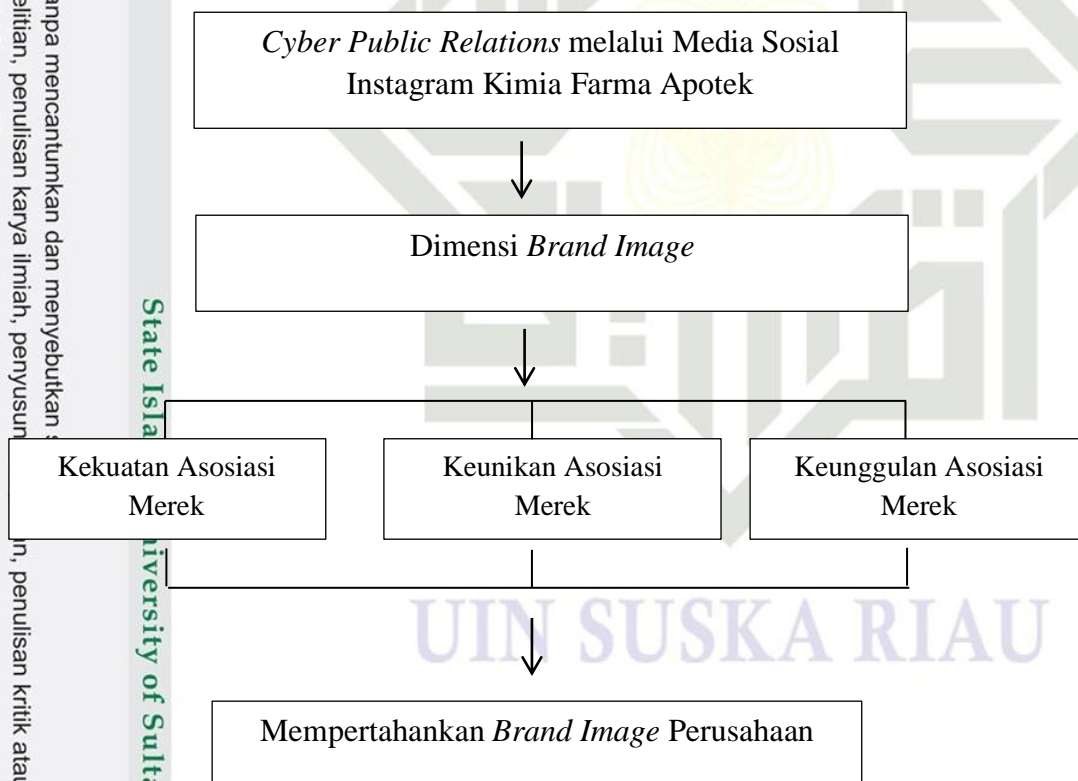 Cyber Public Relations melalui Media Sosial
Instagram Kimia Farma Apotek
Dimensi Brand Image
Kekuatan Asosiasi
Merek
Keunikan Asosiasi
Merek
Keunggulan Asosiasi
Merek
Mempertahankan Brand Image Perusahaan
UIN SUSKA RIAU
State Isla
iversity of Sulta
anpa mencantumkan dan menyebutkan
elitian, penulisan karya ilmiah, penyusun
n, penulisan kritik atau